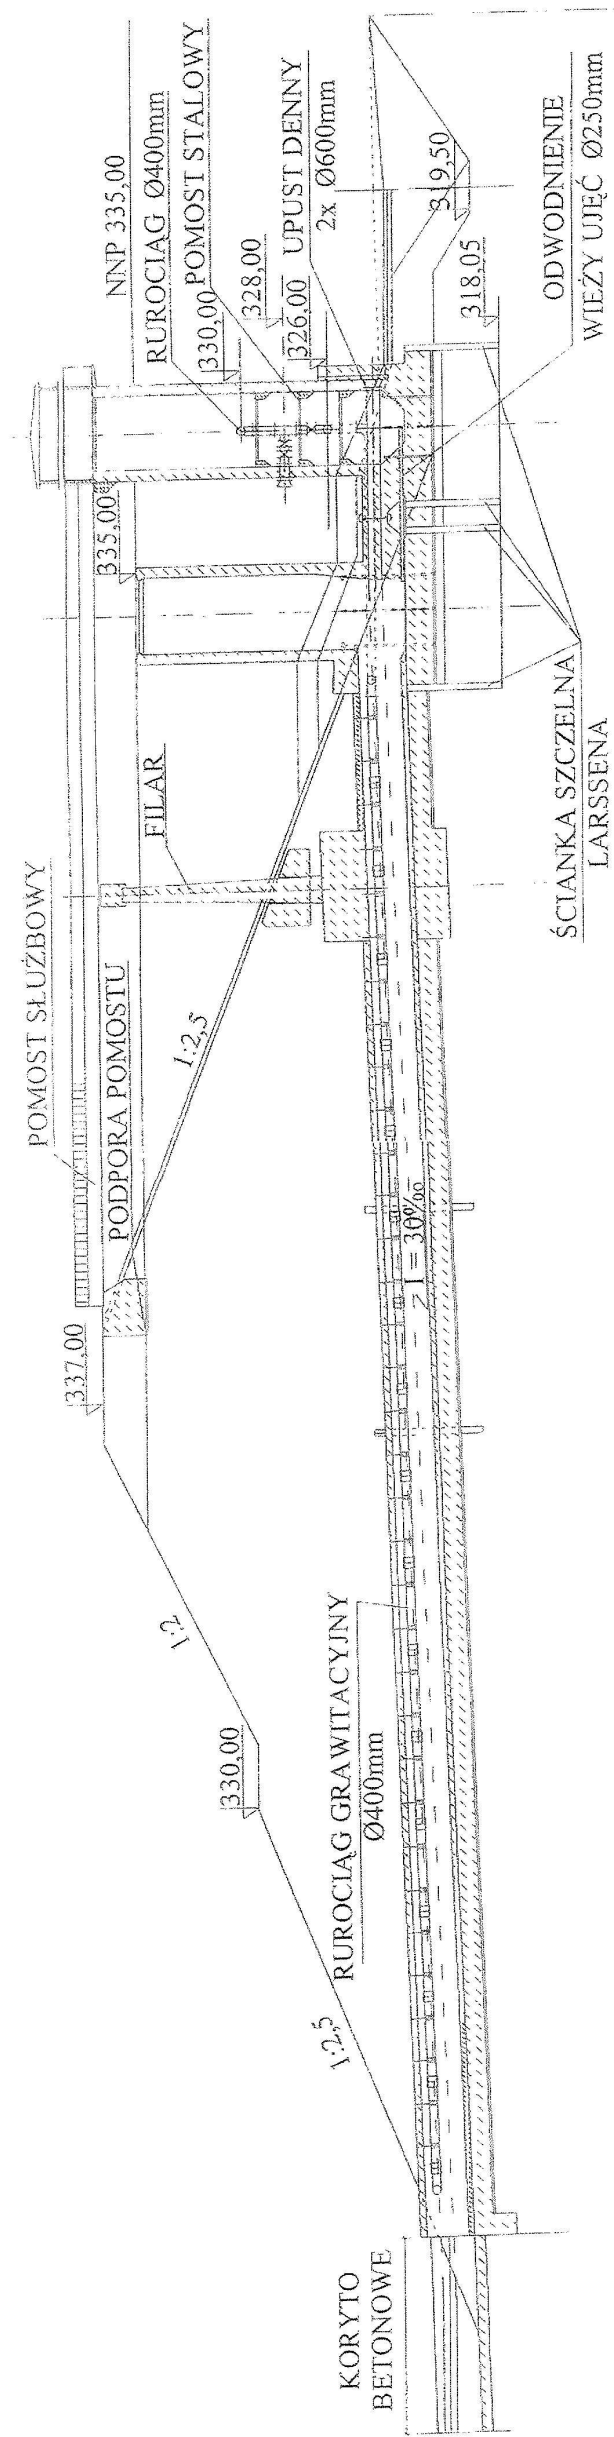 POMOST SŁUŻBOWY
PODPORA POMOSTU
337,00
1:2
330,00
1:2,5
1:2,5
FILAR
335,00
NNP 335,00
RUROCIĄG Ø400mm
POMOST STALOWY
330,00
328,00
326,00
UPUST DENNY
2x Ø600mm
319,50
318,05
ODWODNIENIE
WIEŻY UJĘĆ Ø250mm
ŚCIANKA SZCZELNA
LARSSENA
I = 30‰
RUROCIĄG GRAWITACYJNY
Ø400mm
KORYTO
BETONOWE